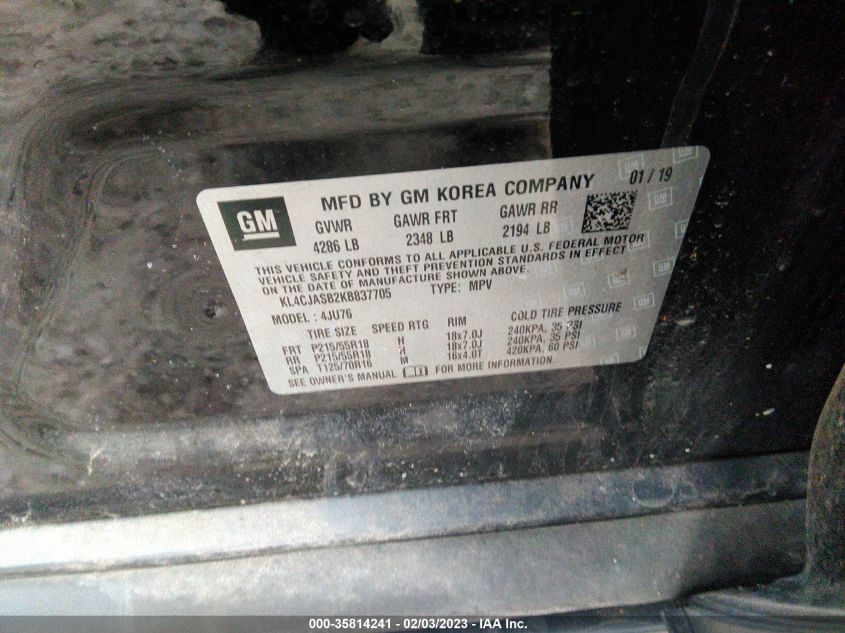 GM
MFD BY GM KOREA COMPANY 01 / 19
GVWR GAWR FRT GAWR RR
4286 LB 2348 LB 2194 LB
THIS VEHICLE CONFORMS TO ALL APPLICABLE U.S. FEDERAL MOTOR
VEHICLE SAFETY AND THEFT PREVENTION STANDARDS IN EFFECT
ON THE DATE OF MANUFACTURE SHOWN ABOVE.
KL4CJASB2KB837705 TYPE: MPV
MODEL: 4JU76
TIRE SIZE SPEED RTG RIM COLD TIRE PRESSURE
FRT P215/55R18 H 18x7.0J 240KPA, 35 PSI
RR P215/55R18 H 18x7.0J 240KPA, 35 PSI
SPA T125/70R16 M 16x4.0T 420KPA, 60 PSI
SEE OWNER'S MANUAL FOR MORE INFORMATION.
000-35814241 - 02/03/2023 - IAA Inc.